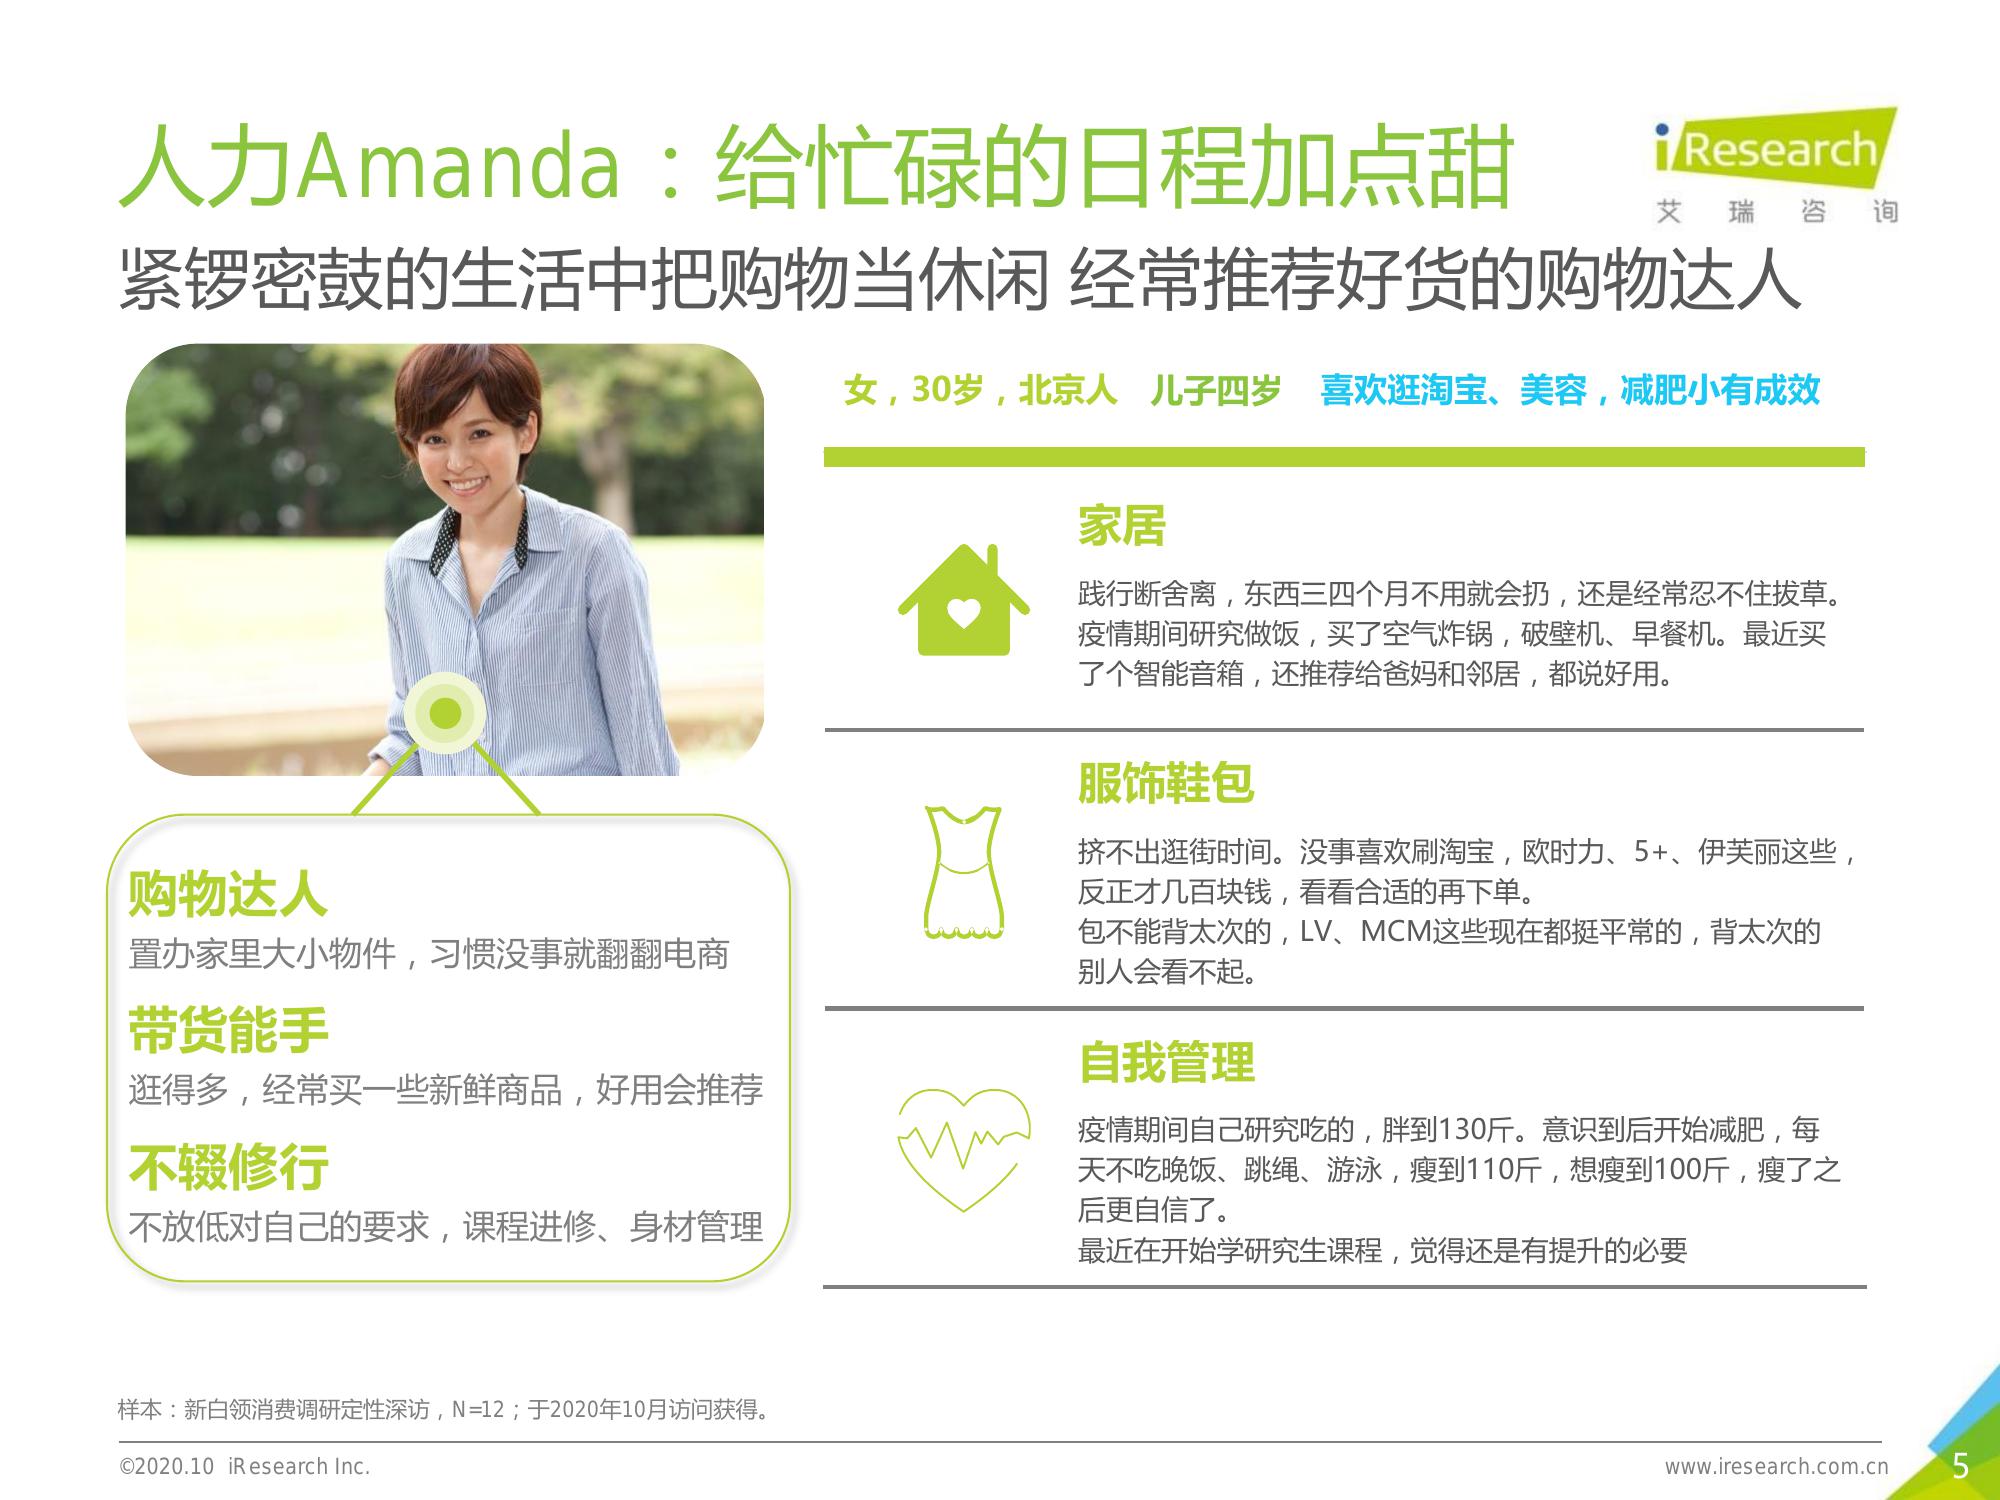 人力Amanda：给忙碌的日程加点甜
iResearch
艾瑞咨询
紧锣密鼓的生活中把购物当休闲 经常推荐好货的购物达人
女，30岁，北京人 儿子四岁 喜欢逛淘宝、美容，减肥小有成效
家居
践行断舍离，东西三四个月不用就会扔，还是经常忍不住拔草。
疫情期间研究做饭，买了空气炸锅，破壁机、早餐机。最近买
了个智能音箱，还推荐给爸妈和邻居，都说好用。
服饰鞋包
挤不出逛街时间。没事喜欢刷淘宝，欧时力、5+、伊芙丽这些，
反正才几百块钱，看看合适的再下单。
包不能背太次的，LV、MCM这些现在都挺平常的，背太次的
别人会看不起。
自我管理
疫情期间自己研究吃的，胖到130斤。意识到后开始减肥，每
天不吃晚饭、跳绳、游泳，瘦到110斤，想瘦到100斤，瘦了之
后更自信了。
最近在开始学研究生课程，觉得还是有提升的必要
购物达人
置办家里大小物件，习惯没事就翻翻电商
带货能手
逛得多，经常买一些新鲜商品，好用会推荐
不辍修行
不放低对自己的要求，课程进修、身材管理
样本：新白领消费调研定性深访，N=12；于2020年10月访问获得。
©2020.10 iResearch Inc.
www.iresearch.com.cn
5